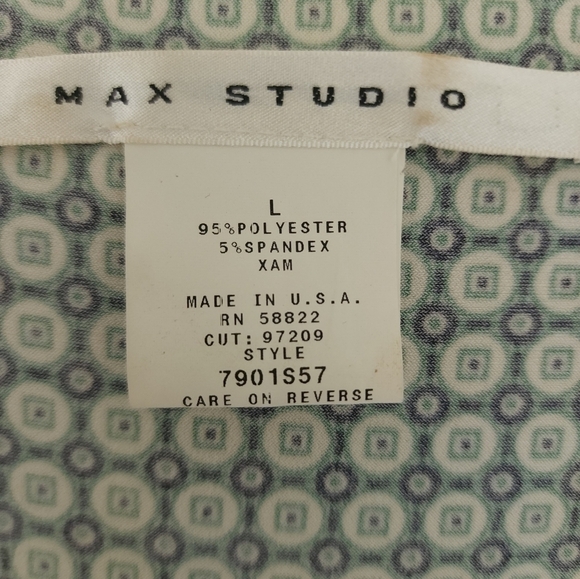 MAX STUDIO
L
95%POLYESTER
5%SPANDEX
XAM
MADE IN U.S.A.
RN 58822
CUT: 97209
STYLE
7901S57
CARE ON REVERSE